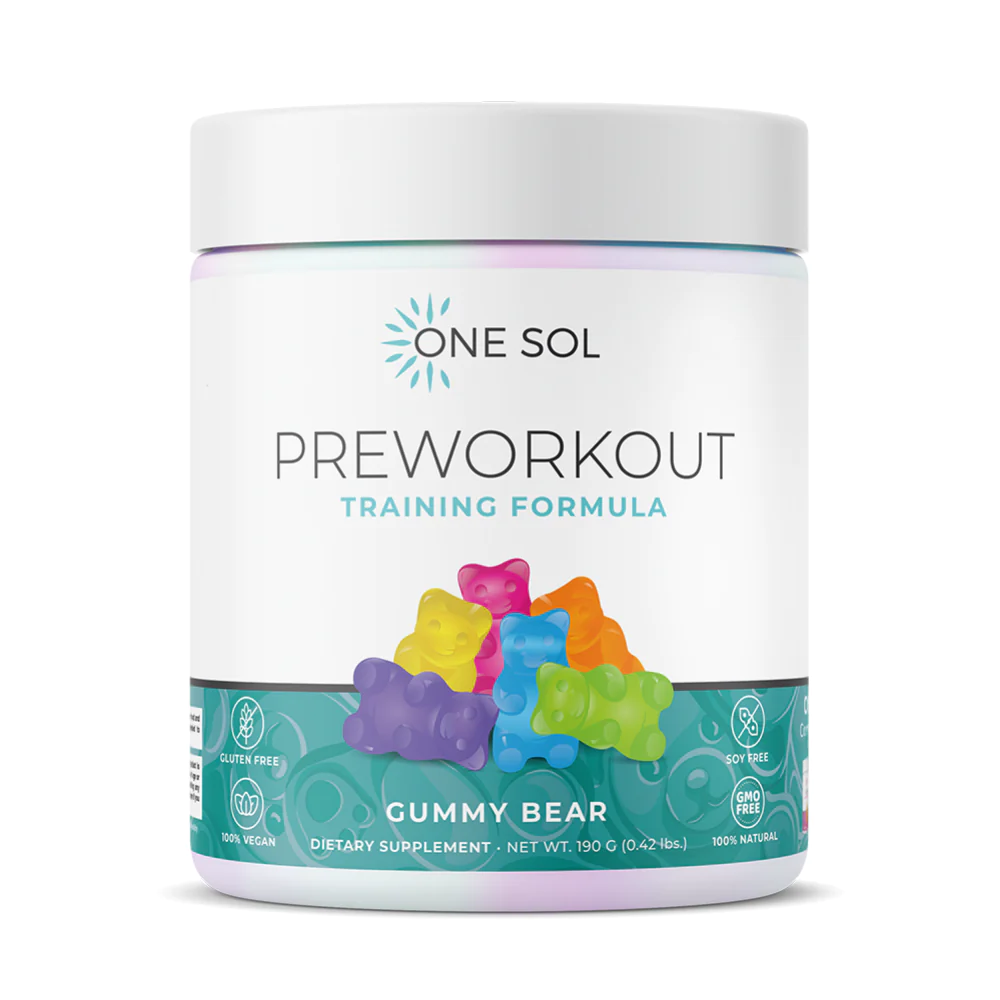 ONE SOL
PREWORKOUT
TRAINING FORMULA
GLUTEN FREE
SOY FREE
GMO
FREE
100% VEGAN
100% NATURAL
GUMMY BEAR
DIETARY SUPPLEMENT • NET WT. 190 G (0.42 lbs.)